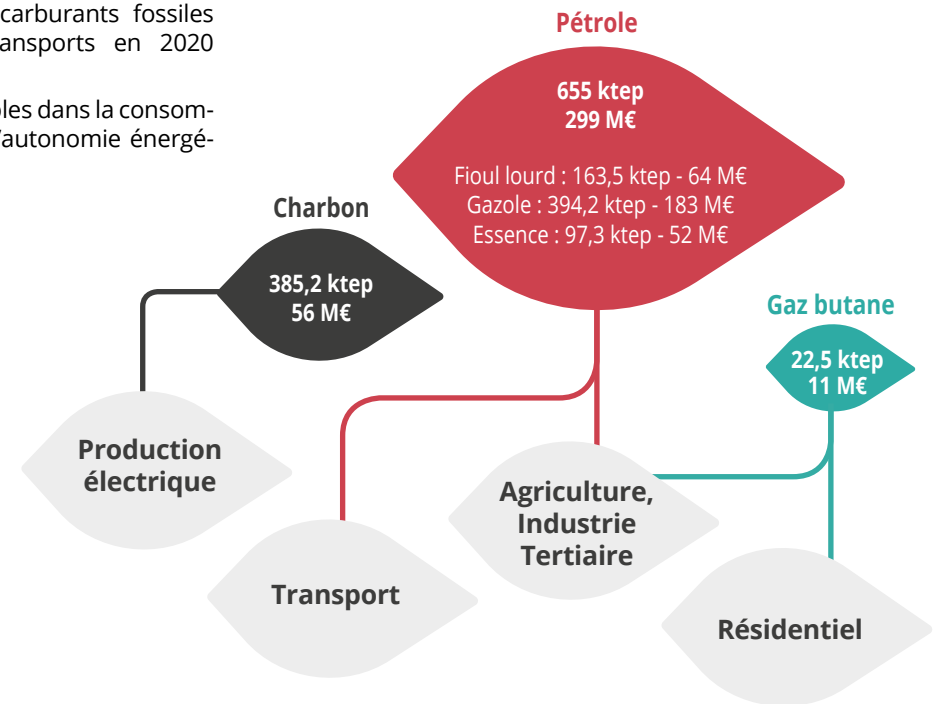 carburants fossiles
en 2020
les dans la consom-
'autonomie énergé-
Pétrole
655 ktep
299 M€
Fioul lourd : 163,5 ktep - 64 M€
Gazole : 394,2 ktep - 183 M€
Essence : 97,3 ktep - 52 M€
Charbon
385,2 ktep
56 M€
Gaz butane
22,5 ktep
11 M€
Production
électrique
Agriculture,
Industrie
Tertiaire
Transport
Résidentiel